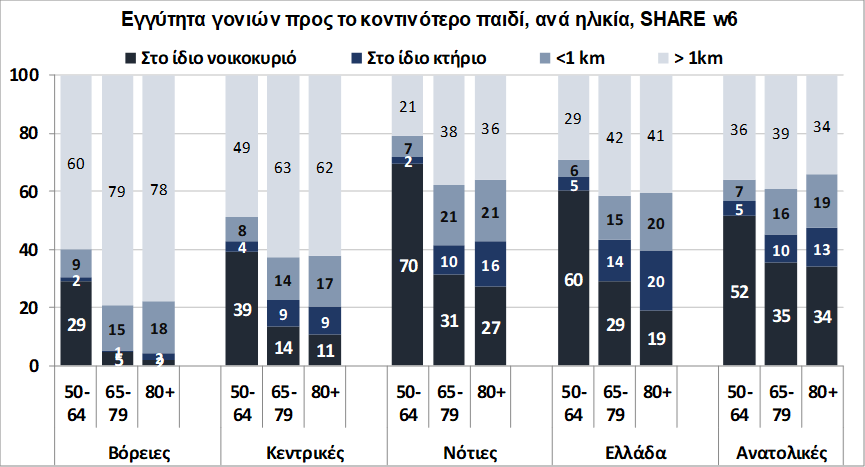 Εγγύτητα γονιών προς το κοντινότερο παιδί, ανά ηλικία, SHARE w6
Στο ίδιο νοικοκυριό Στο ίδιο κτήριο <1 km > 1km
100
80
60
40
20
0
60 79 78 49 63 62 21 38 36 29 42 41 36 39 34
9 15 18 8 14 17 7 21 21 6 15 20 7 16 19
2 1 4 9 9 2 10 16 5 14 20 5 10 13
29 5 2 39 14 11 70 31 27 60 29 19 52 35 34
50-64 65-79 80+ 50-64 65-79 80+ 50-64 65-79 80+ 50-64 65-79 80+ 50-64 65-79 80+
Βόρειες Κεντρικές Νότιες Ελλάδα Ανατολικές